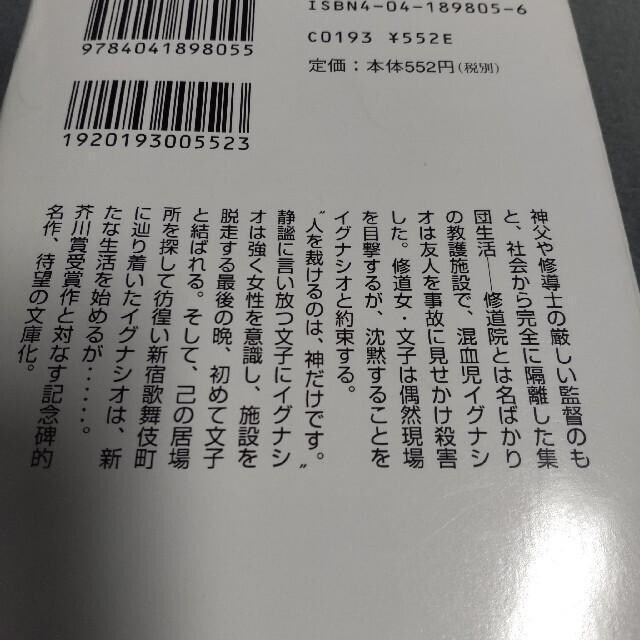 ISBN4-04-189805-6
9784041898055
C0193 ¥552E
定価：本体552円(税別)
1920193005523
神父や修導士の厳しい監督のも
と、社会から完全に隔離した集
団生活──修道院とは名ばかり
の教護施設で、混血児イグナシ
オは友人を事故に見せかけ殺害
した。修道女・文子は偶然現場
を目撃するが、沈黙することを
イグナシオと約束する。
〝人を裁けるのは、神だけです。〟
静謐に言い放つ文子にイグナシ
オは強く女性を意識し、施設を
脱走する最後の晩、初めて文子
と結ばれる。そして、己の居場
所を探して彷徨い新宿歌舞伎町
に辿り着いたイグナシオは、新
たな生活を始めるが……。
芥川賞受賞作と対なす記念碑的
名作、待望の文庫化。